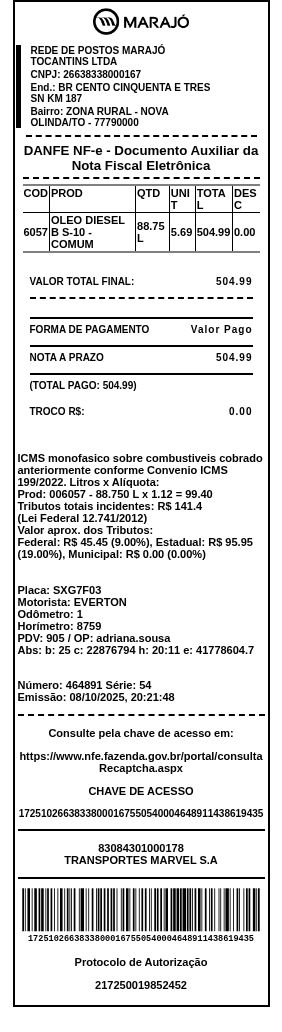 MARAJÓ
REDE DE POSTOS MARAJÓ
TOCANTINS LTDA
CNPJ: 26638338000167
End.: BR CENTO CINQUENTA E TRES
SN KM 187
Bairro: ZONA RURAL - NOVA
OLINDA/TO - 77790000
DANFE NF-e - Documento Auxiliar da
Nota Fiscal Eletrônica
COD PROD QTD UNI TOTA DES
T L C
6057 OLEO DIESEL B S-10 - COMUM 88.75 L 5.69 504.99 0.00
VALOR TOTAL FINAL: 504.99
FORMA DE PAGAMENTO Valor Pago
NOTA A PRAZO 504.99
(TOTAL PAGO: 504.99)
TROCO R$: 0.00
ICMS monofasico sobre combustiveis cobrado
anteriormente conforme Convenio ICMS
199/2022. Litros x Alíquota:
Prod: 006057 - 88.750 L x 1.12 = 99.40
Tributos totais incidentes: R$ 141.4
(Lei Federal 12.741/2012)
Valor aprox. dos Tributos:
Federal: R$ 45.45 (9.00%), Estadual: R$ 95.95
(19.00%), Municipal: R$ 0.00 (0.00%)
Placa: SXG7F03
Motorista: EVERTON
Odômetro: 1
Horímetro: 8759
PDV: 905 / OP: adriana.sousa
Abs: b: 25 c: 22876794 h: 20:11 e: 41778604.7
Número: 464891 Série: 54
Emissão: 08/10/2025, 20:21:48
Consulte pela chave de acesso em:
https://www.nfe.fazenda.gov.br/portal/consulta
Recaptcha.aspx
CHAVE DE ACESSO
17251026638338000167550540004648911438619435
83084301000178
TRANSPORTES MARVEL S.A
17251026638338000167550540004648911438619435
Protocolo de Autorização
217250019852452